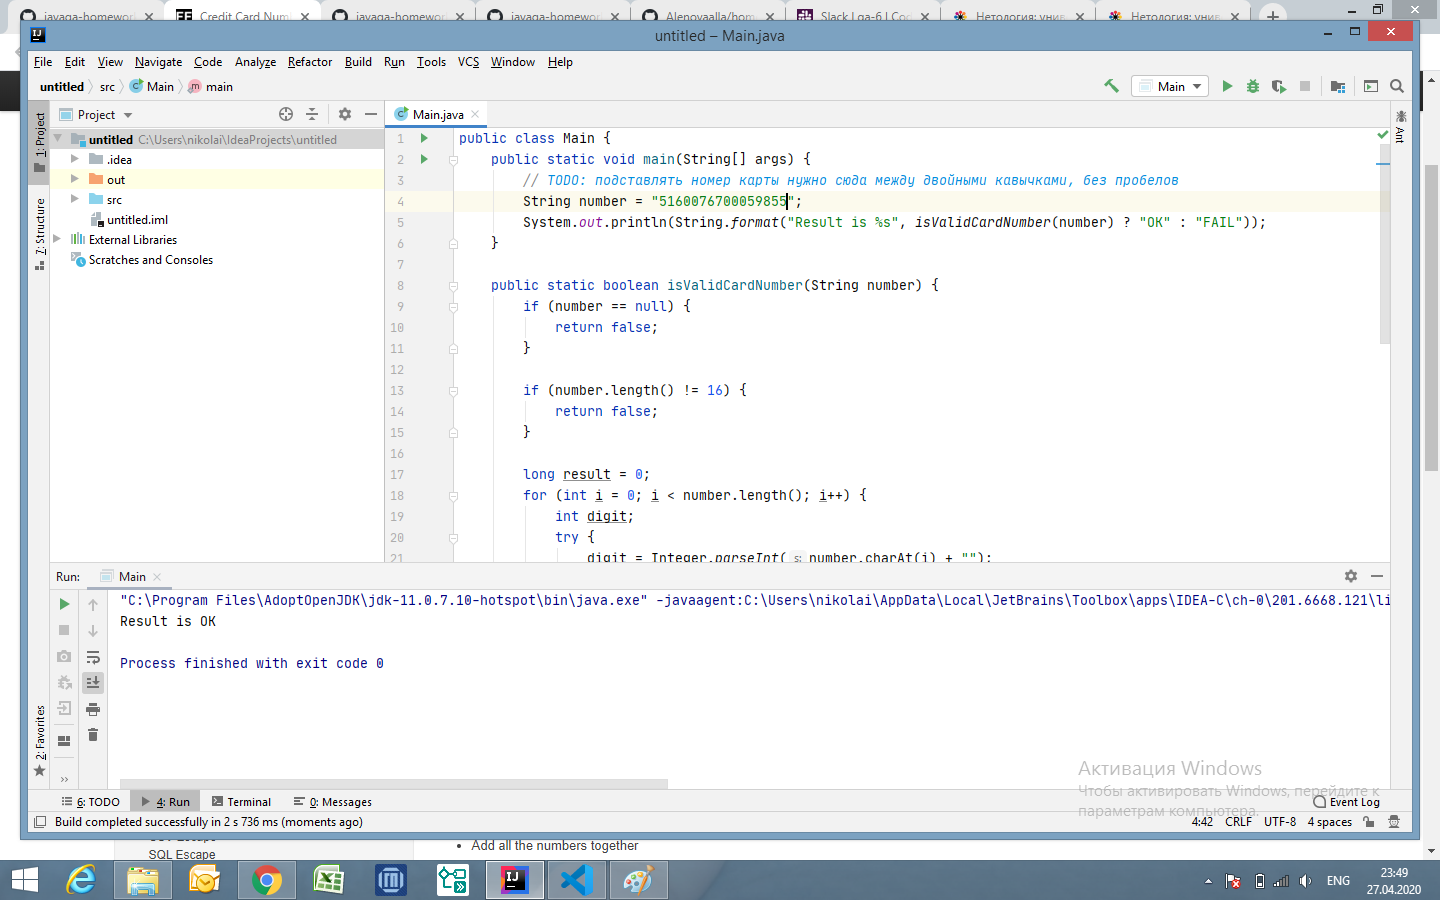 javaqa-homewor
Credit Card Num
javaqa-homewor
javaqa-homewor
Alenovaalla/hom
Slack | qa-6 | Cod
Нетология: унив
Нетология: унив
untitled – Main.java
File Edit View Navigate Code Analyze Refactor Build Run Tools VCS Window Help
untitled src Main main
Main
Project
Main.java
1: Project
7: Structure
2: Favorites
Ant
untitled C:\Users\nikolai\IdeaProjects\untitled
.idea
out
src
untitled.iml
External Libraries
Scratches and Consoles
1 public class Main {
2 public static void main(String[] args) {
3 // TODO: подставлять номер карты нужно сюда между двойными кавычками, без пробелов
4 String number = "5160076700059855";
5 System.out.println(String.format("Result is %s", isValidCardNumber(number) ? "OK" : "FAIL"));
6 }
7
8 public static boolean isValidCardNumber(String number) {
9 if (number == null) {
10 return false;
11 }
12
13 if (number.length() != 16) {
14 return false;
15 }
16
17 long result = 0;
18 for (int i = 0; i < number.length(); i++) {
19 int digit;
20 try {
21 digit = Integer.parseInt( s: number.charAt(i) + "");
Run: Main
"C:\Program Files\AdoptOpenJDK\jdk-11.0.7.10-hotspot\bin\java.exe" -javaagent:C:\Users\nikolai\AppData\Local\JetBrains\Toolbox\apps\IDEA-C\ch-0\201.6668.121\li
Result is OK
Process finished with exit code 0
Активация Windows
Чтобы активировать Windows, перейдите к
параметрам компьютера.
6: TODO 4: Run Terminal 0: Messages Event Log
Build completed successfully in 2 s 736 ms (moments ago) 4:42 CRLF UTF-8 4 spaces
SQL Escape
Add all the numbers together
ENG
23:49
27.04.2020